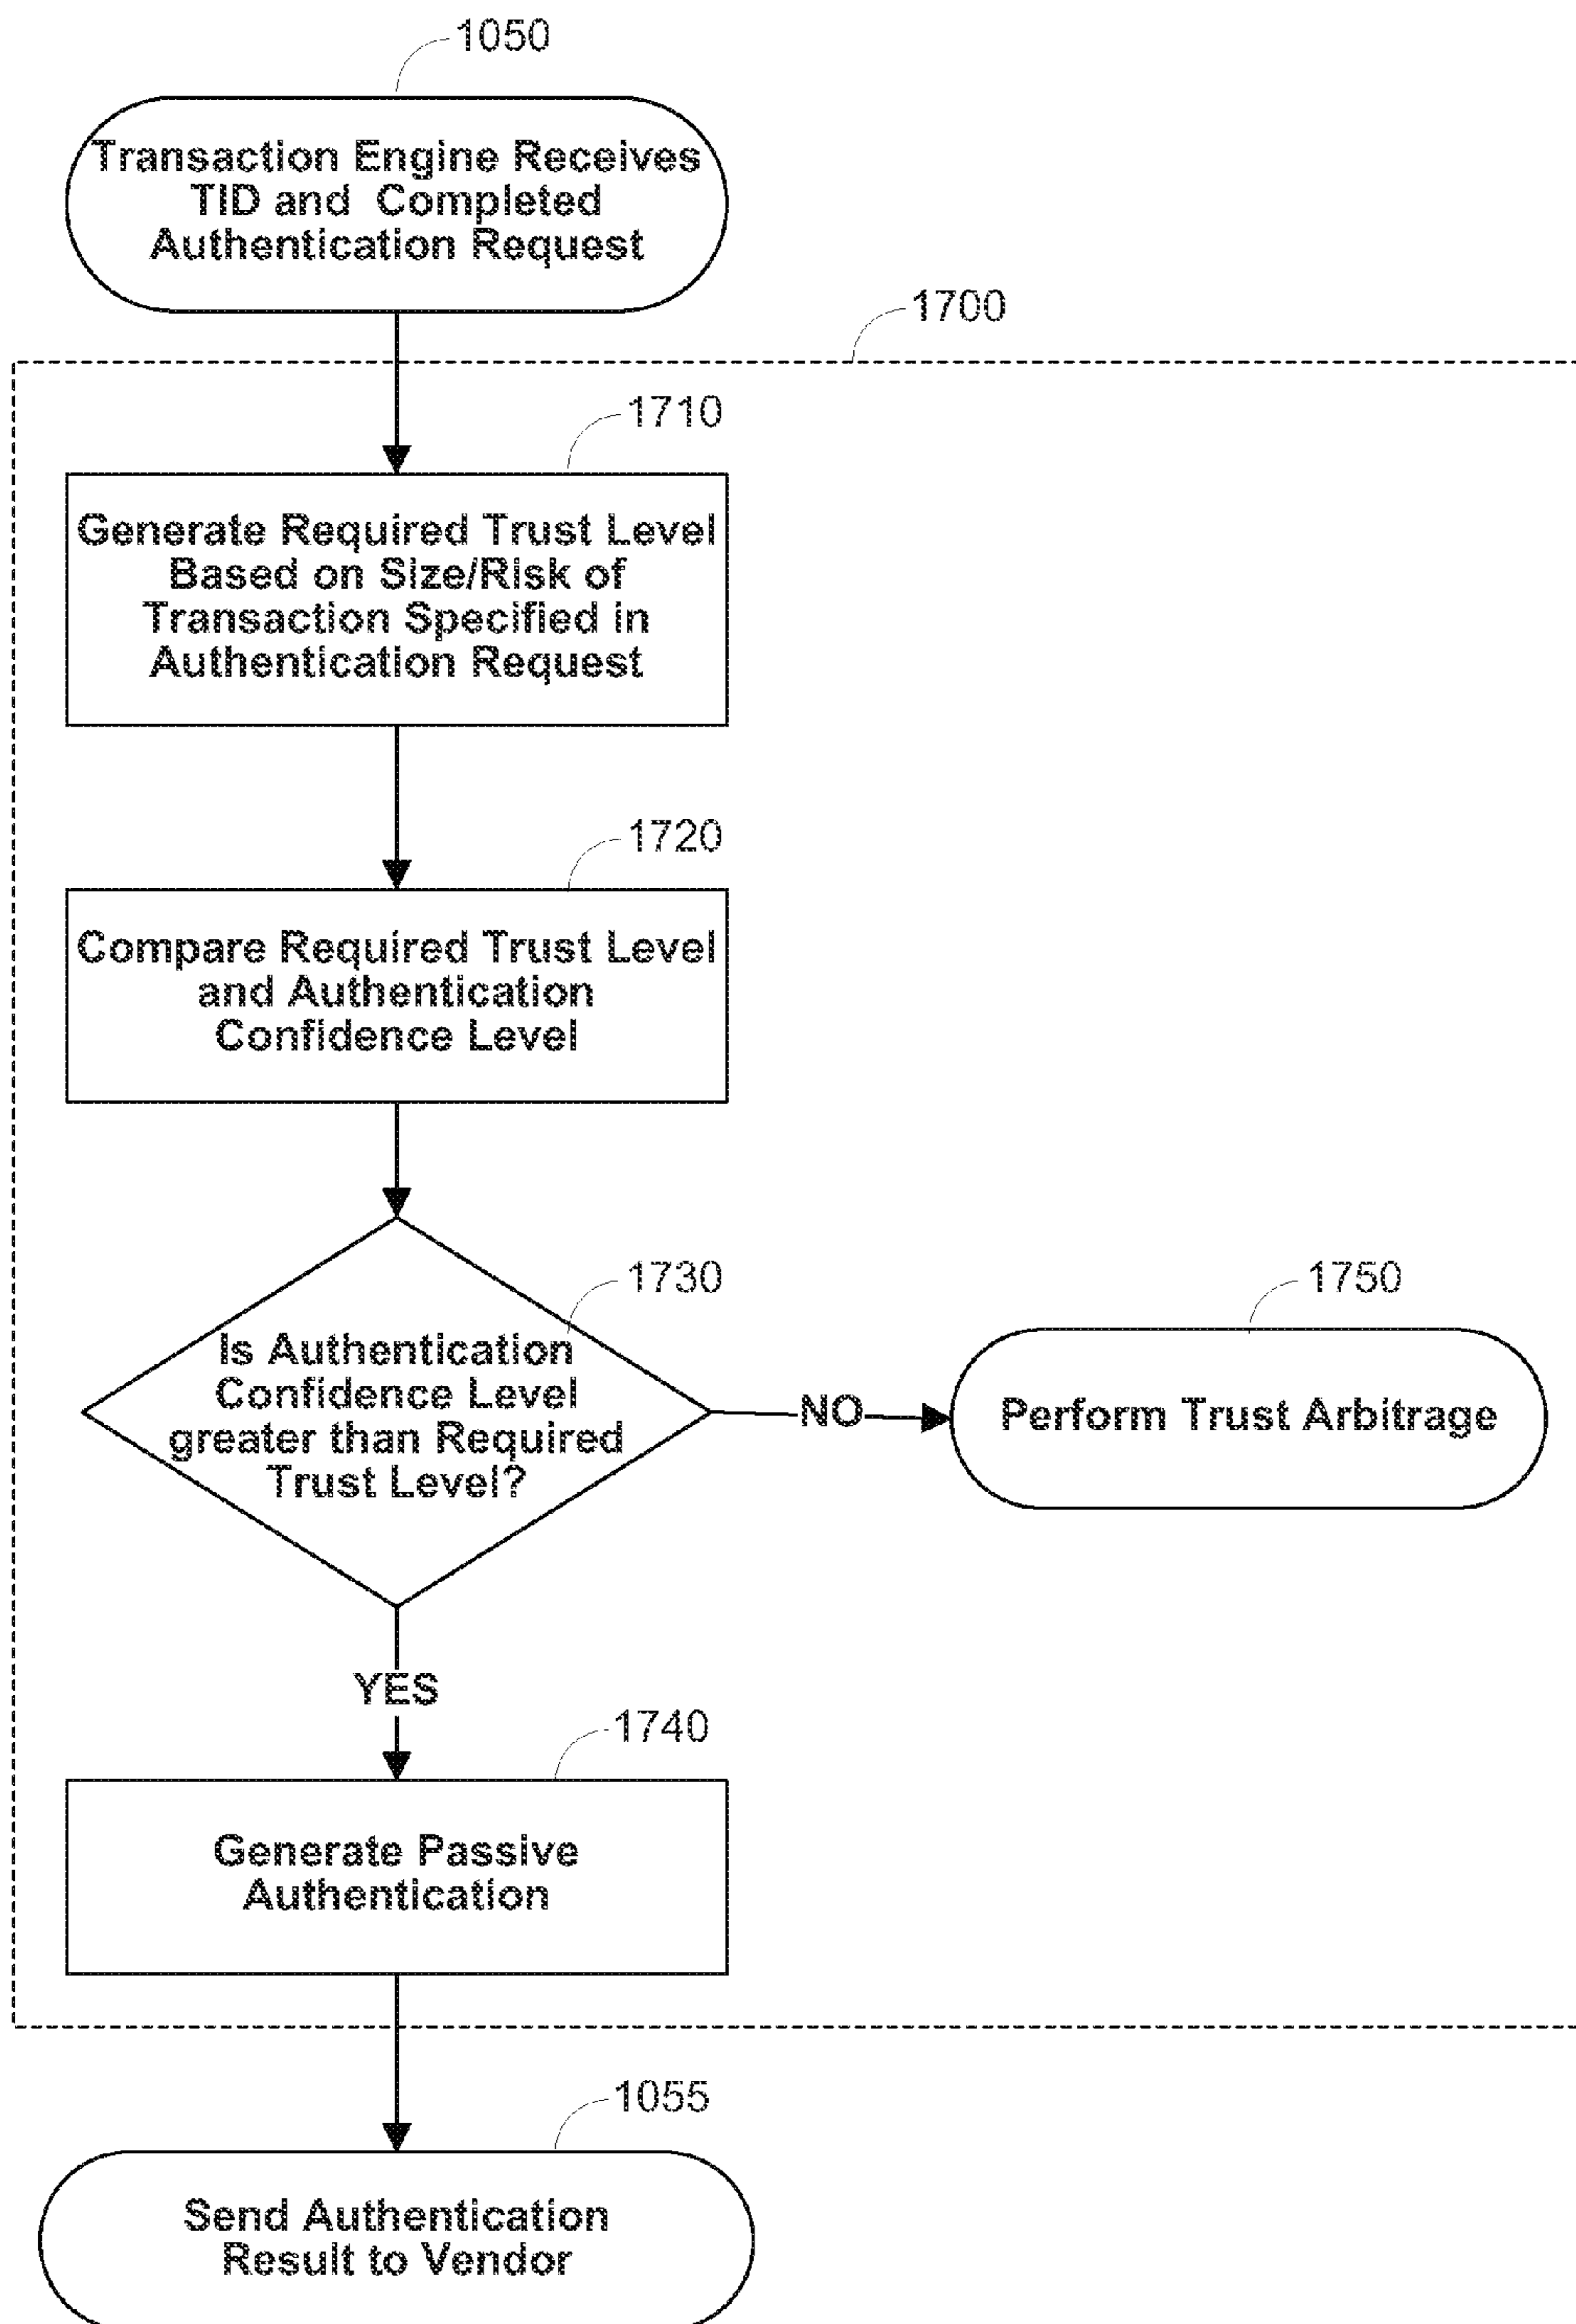 1050
Transaction Engine Receives
TID and Completed
Authentication Request
1700
1710
Generate Required Trust Level
Based on Size/Risk of
Transaction Specified in
Authentication Request
1720
Compare Required Trust Level
and Authentication
Confidence Level
1730
Is Authentication
Confidence Level
greater than Required
Trust Level?
NO
1750
Perform Trust Arbitrage
YES
1740
Generate Passive
Authentication
1055
Send Authentication
Result to Vendor